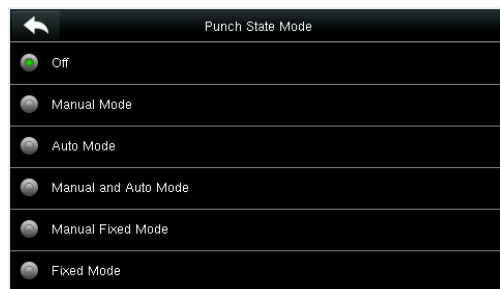 Punch State Mode
Off
Manual Mode
Auto Mode
Manual and Auto Mode
Manual Fixed Mode
Fixed Mode